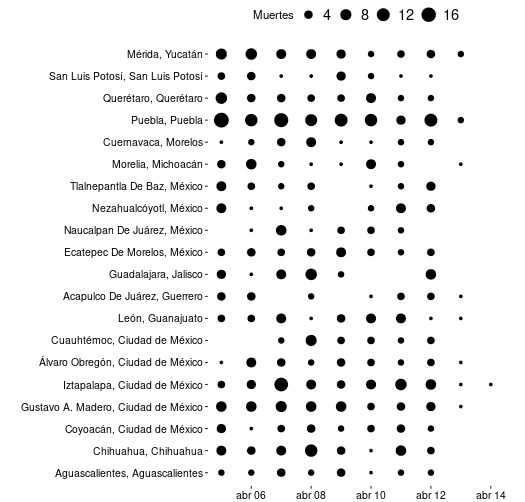 Muertes 4 8 12 16
Mérida, Yucatán
San Luis Potosí, San Luis Potosí
Querétaro, Querétaro
Puebla, Puebla
Cuernavaca, Morelos
Morelia, Michoacán
Tlalnepantla De Baz, México
Nezahualcóyotl, México
Naucalpan De Juárez, México
Ecatepec De Morelos, México
Guadalajara, Jalisco
Acapulco De Juárez, Guerrero
León, Guanajuato
Cuauhtémoc, Ciudad de México
Álvaro Obregón, Ciudad de México
Iztapalapa, Ciudad de México
Gustavo A. Madero, Ciudad de México
Coyoacán, Ciudad de México
Chihuahua, Chihuahua
Aguascalientes, Aguascalientes
abr 06 abr 08 abr 10 abr 12 abr 14